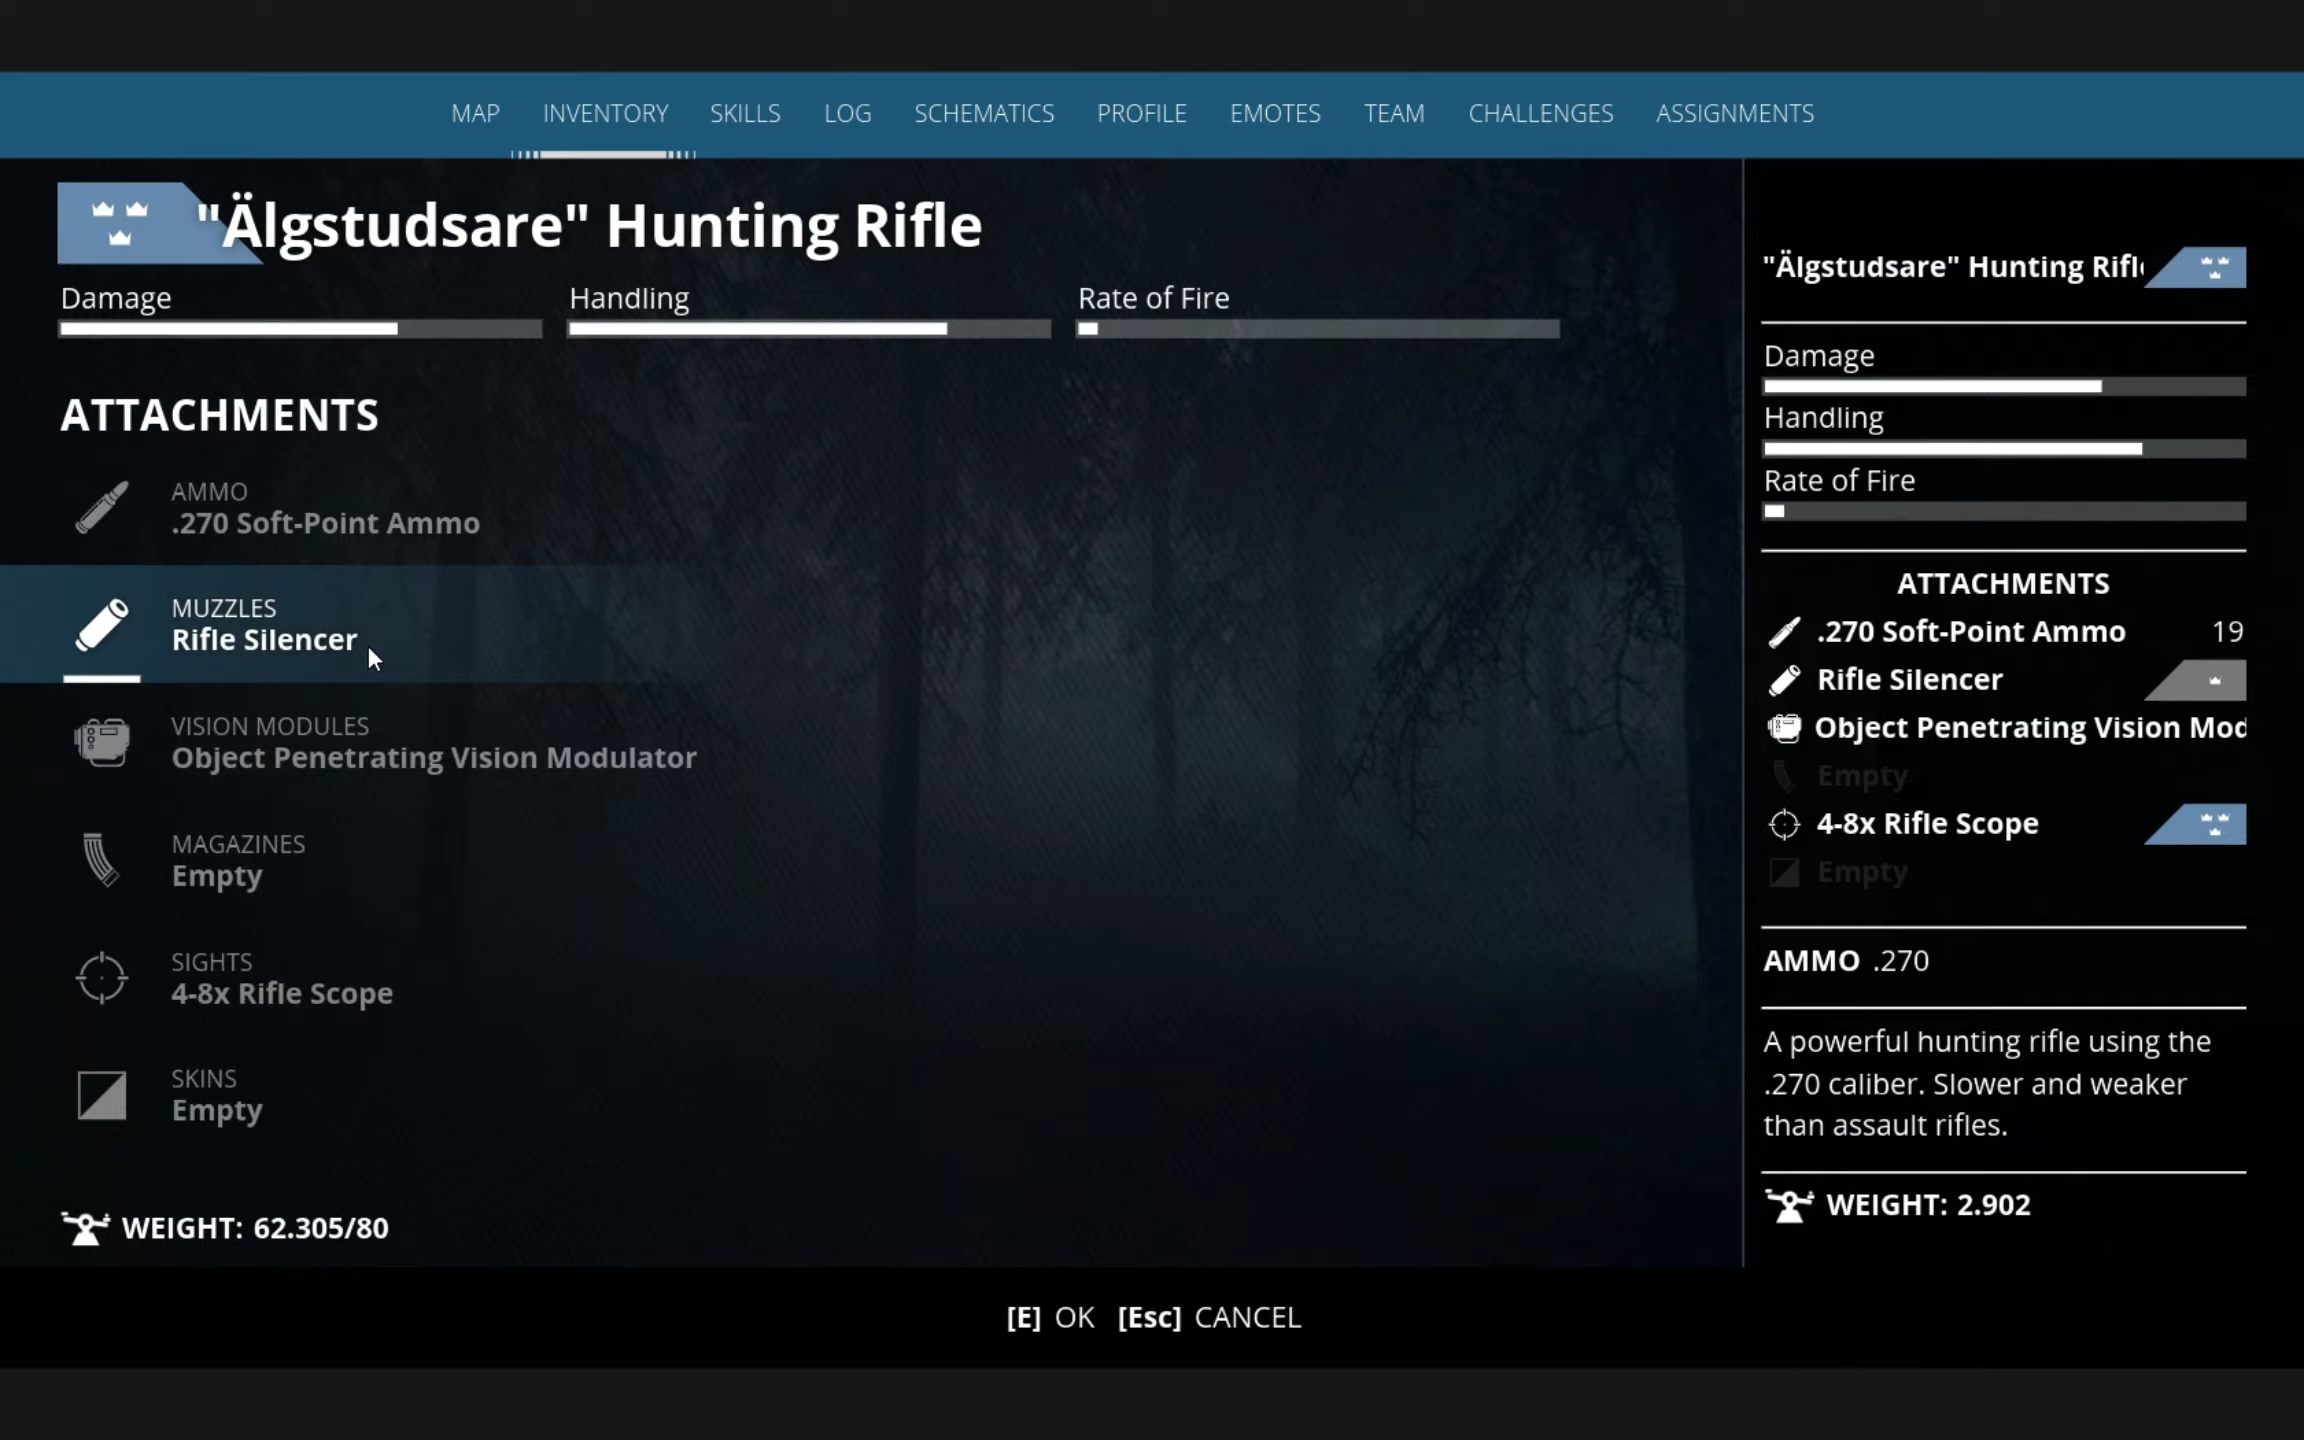 MAP INVENTORY SKILLS LOG SCHEMATICS PROFILE EMOTES TEAM CHALLENGES ASSIGNMENTS
"Älgstudsare" Hunting Rifle
Damage Handling Rate of Fire
ATTACHMENTS
AMMO
.270 Soft-Point Ammo
MUZZLES
Rifle Silencer
VISION MODULES
Object Penetrating Vision Modulator
MAGAZINES
Empty
SIGHTS
4-8x Rifle Scope
SKINS
Empty
WEIGHT: 62.305/80
"Älgstudsare" Hunting Rifl
Damage
Handling
Rate of Fire
ATTACHMENTS
.270 Soft-Point Ammo 19
Rifle Silencer
Object Penetrating Vision Mod
Empty
4-8x Rifle Scope
Empty
AMMO .270
A powerful hunting rifle using the
.270 caliber. Slower and weaker
than assault rifles.
WEIGHT: 2.902
[E] OK [Esc] CANCEL